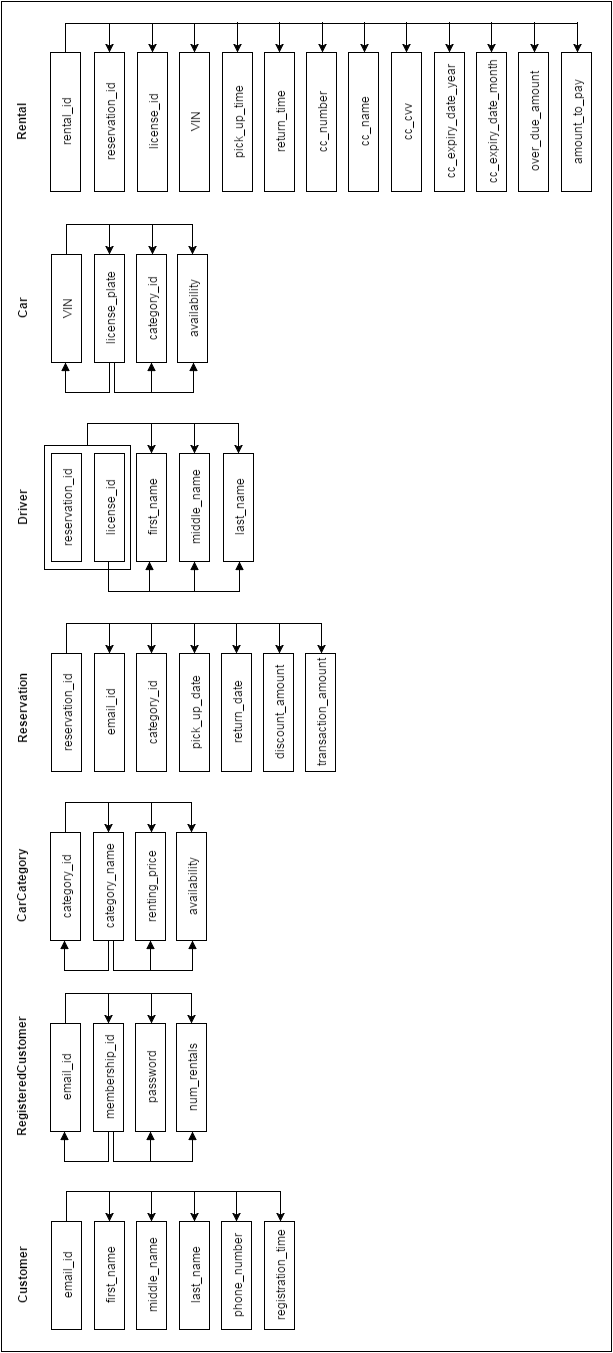 Customer
email_id
first_name
middle_name
last_name
phone_number
registration_time
RegisteredCustomer
email_id
membership_id
password
num_rentals
CarCategory
category_id
category_name
renting_price
availability
Reservation
reservation_id
email_id
category_id
pick_up_date
return_date
discount_amount
transaction_amount
Driver
reservation_id
license_id
first_name
middle_name
last_name
Car
VIN
license_plate
category_id
availability
Rental
rental_id
reservation_id
license_id
VIN
pick_up_time
return_time
cc_number
cc_name
cc_cvv
cc_expiry_date_year
cc_expiry_date_month
over_due_amount
amount_to_pay